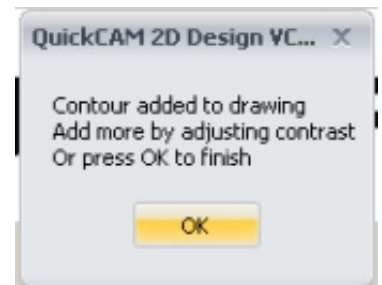 QuickCAM 2D Design VC... X
Contour added to drawing
Add more by adjusting contrast
Or press OK to finish
OK